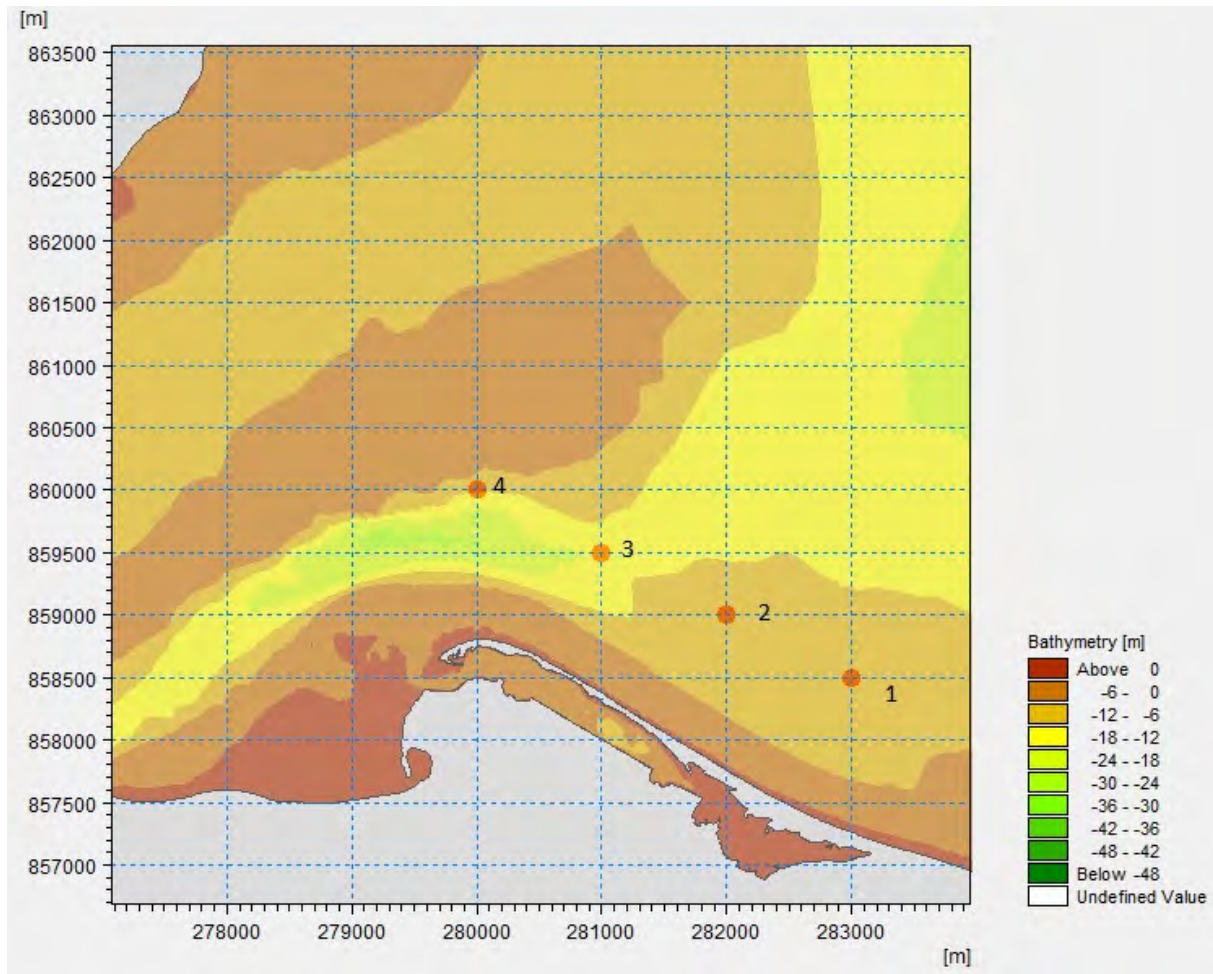 [m]
863500
863000
862500
862000
861500
861000
860500
860000
859500
859000
858500
858000
857500
857000
4
3
2
1
278000 279000 280000 281000 282000 283000
[m]
Bathymetry [m]
Above 0
-6 - 0
-12 - -6
-18 - -12
-24 - -18
-30 - -24
-36 - -30
-42 - -36
-48 - -42
Below -48
Undefined Value